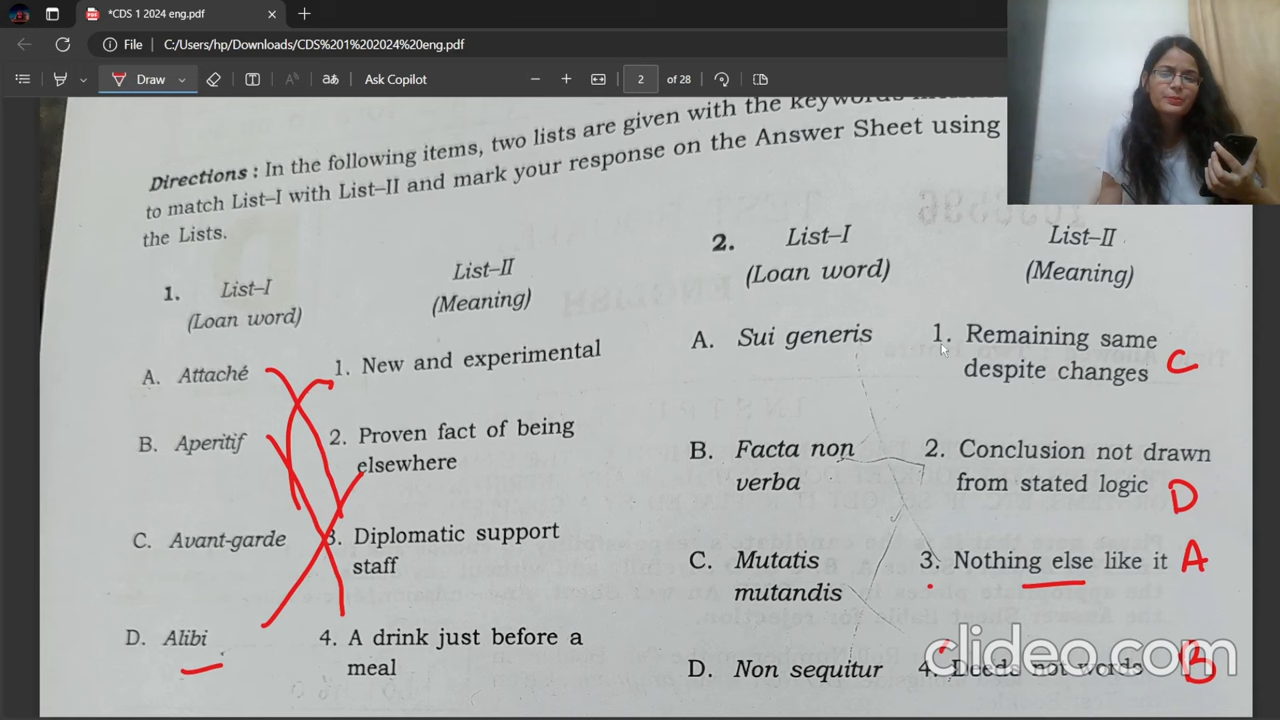 *CDS 1 2024 eng.pdf
File C:/Users/hp/Downloads/CDS%201%202024%20eng.pdf
Draw aあ Ask Copilot 2 of 28
Directions : In the following items, two lists are given with the keywords
to match List–I with List–II and mark your response on the Answer Sheet using
the Lists.
1. List–I List–II
(Loan word) (Meaning)
A. Attaché 1. New and experimental
B. Aperitif 2. Proven fact of being
elsewhere
C. Avant-garde 3. Diplomatic support
staff
D. Alibi 4. A drink just before a
meal
2. List–I List–II
(Loan word) (Meaning)
A. Sui generis 1. Remaining same
despite changes C
B. Facta non 2. Conclusion not drawn
verba from stated logic D
C. Mutatis 3. Nothing else like it A
mutandis
D. Non sequitur 4. Deeds not words B
clideo.com